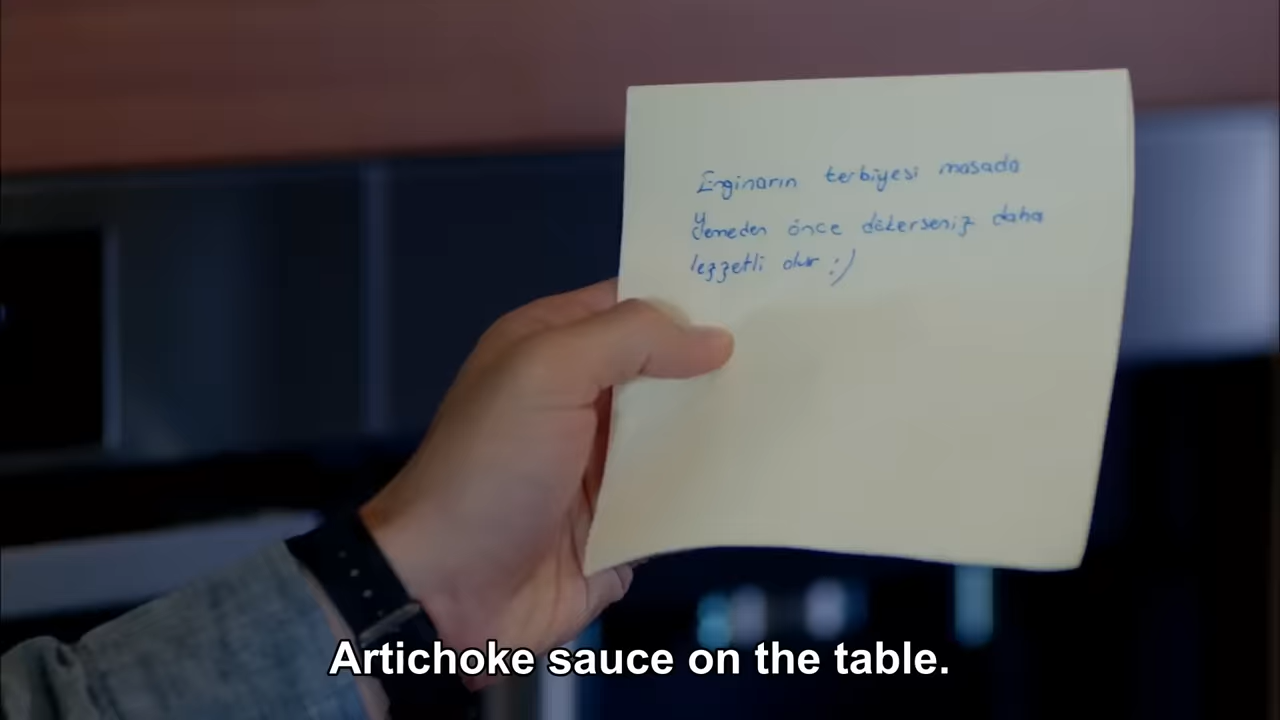 Enginarın terbiyesi masada
yemeden önce dökerseniz daha
lezzetli olur :)
Artichoke sauce on the table.